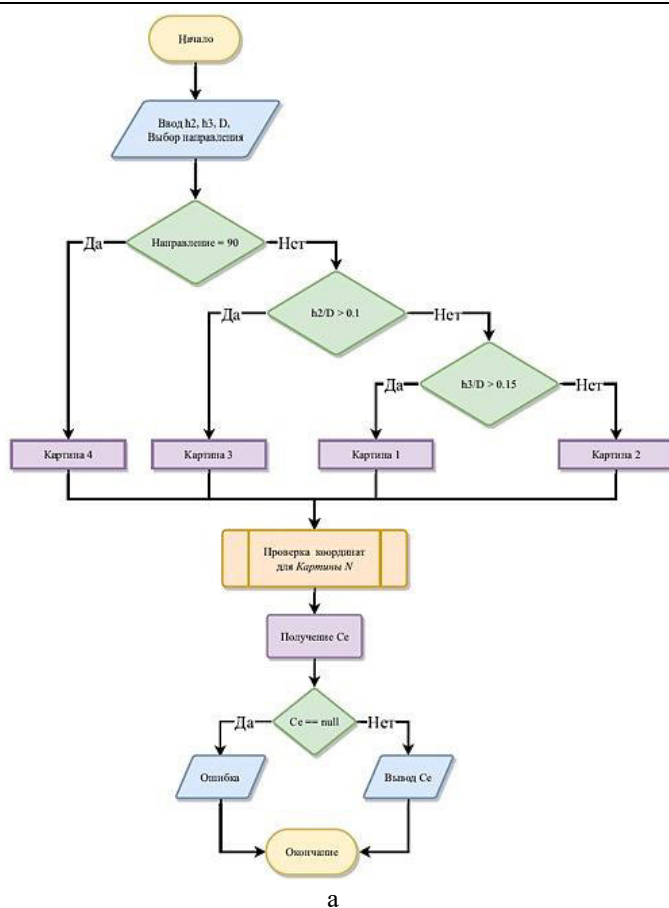 Начало
Ввод h2, h3, D,
Выбор направления
Да
Направление = 90
Нет
Да
h2/D > 0.1
Нет
Да
h3/D > 0.15
Нет
Картина 4
Картина 3
Картина 1
Картина 2
Проверка координат
для Картины N
Получение Ce
Да
Ce == null
Нет
Ошибка
Вывод Ce
Окончание
а